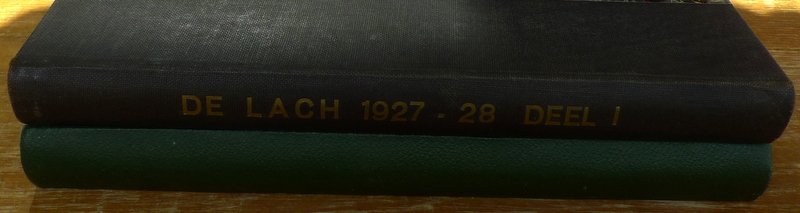 DE LACH 1927 - 28 DEEL I